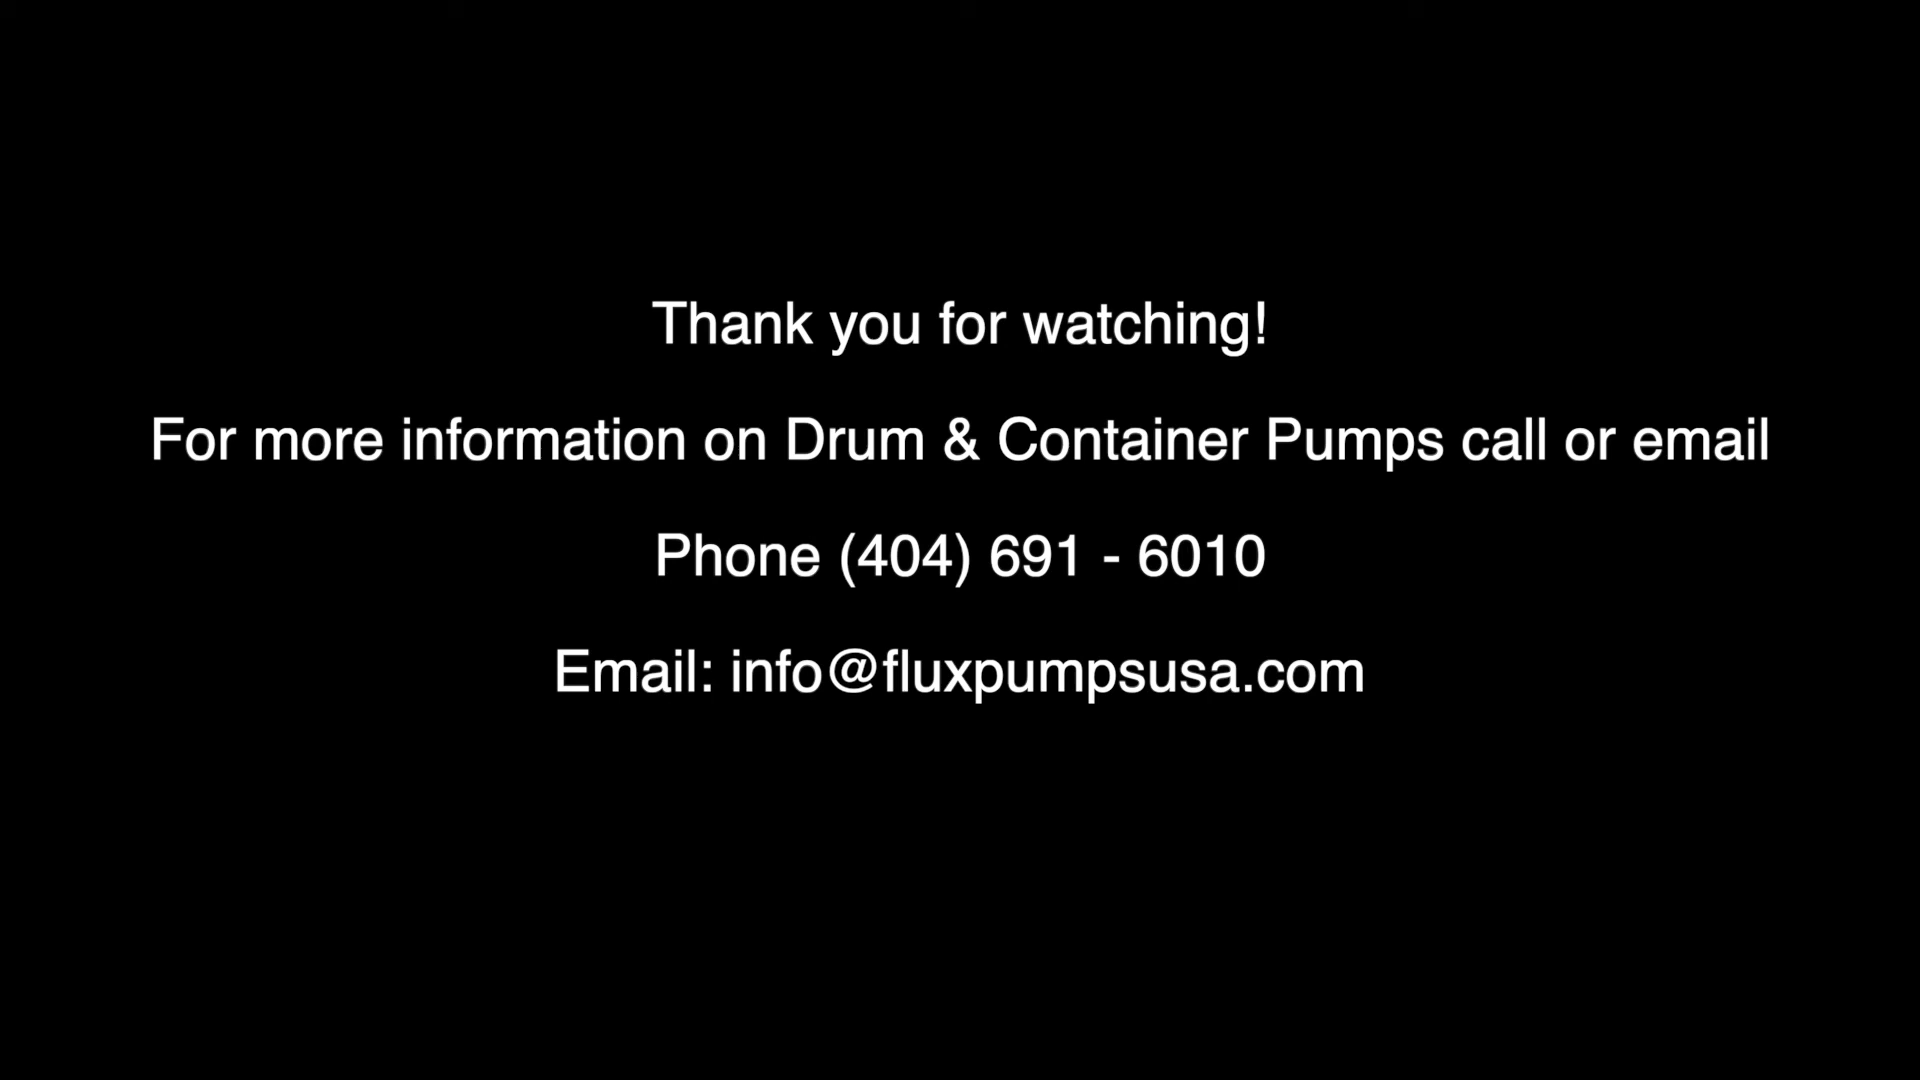 Thank you for watching!
For more information on Drum & Container Pumps call or email
Phone (404) 691 - 6010
Email: info@fluxpumpsusa.com